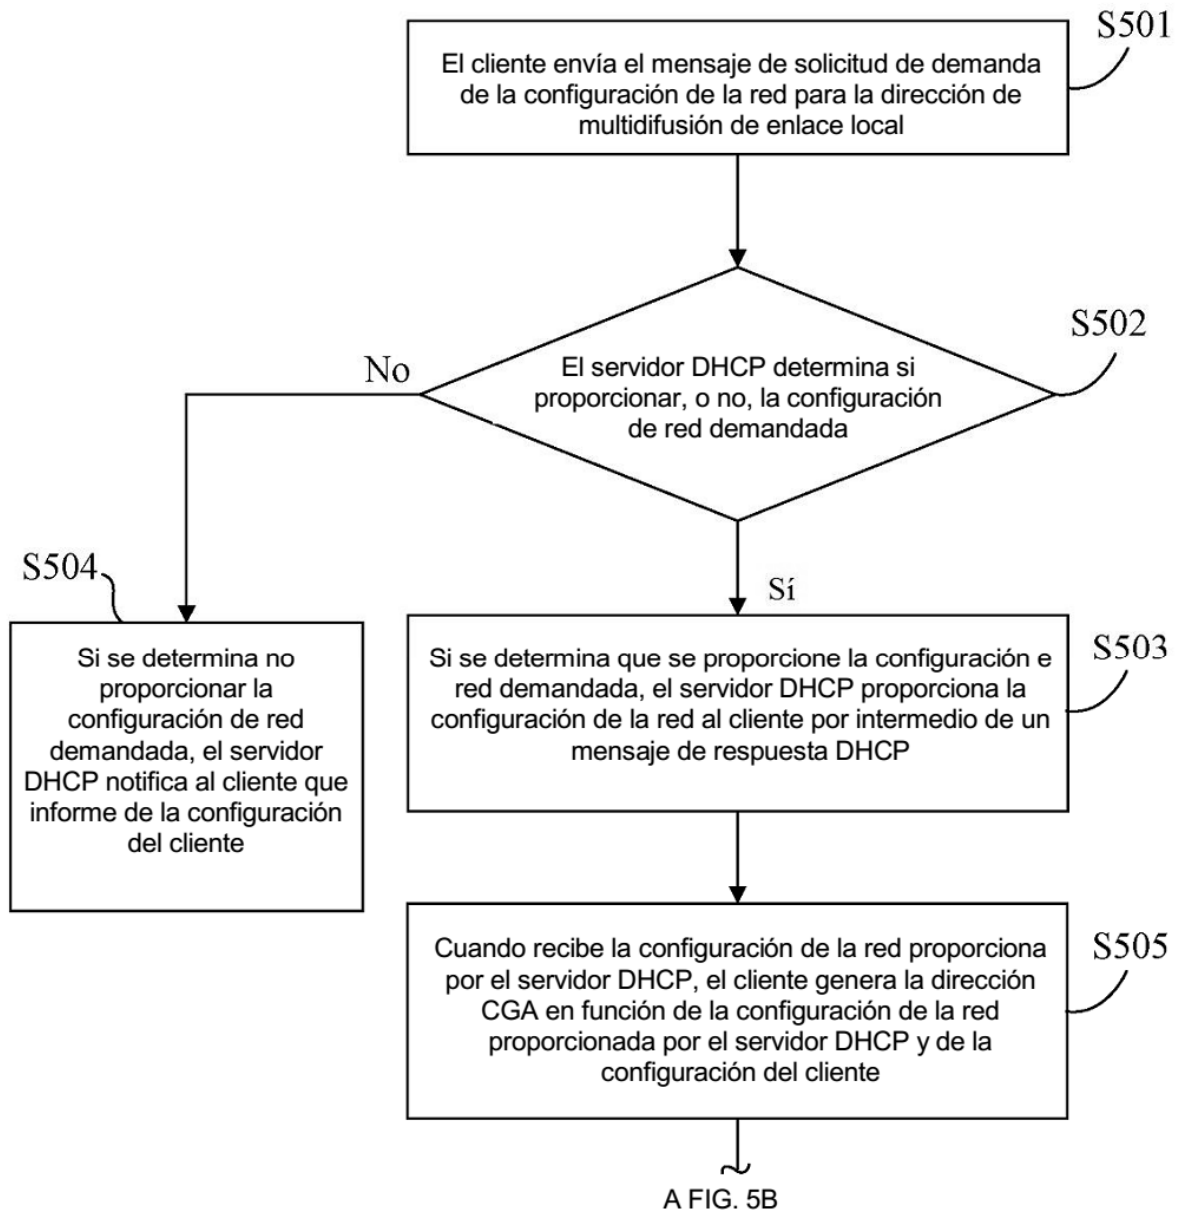 S501
El cliente envía el mensaje de solicitud de demanda
de la configuración de la red para la dirección de
multidifusión de enlace local
S502
No
El servidor DHCP determina si
proporcionar, o no, la configuración
de red demandada
S504
Sí
Si se determina no
proporcionar la
configuración de red
demandada, el servidor
DHCP notifica al cliente que
informe de la configuración
del cliente
S503
Si se determina que se proporcione la configuración e
red demandada, el servidor DHCP proporciona la
configuración de la red al cliente por intermedio de un
mensaje de respuesta DHCP
S505
Cuando recibe la configuración de la red proporciona
por el servidor DHCP, el cliente genera la dirección
CGA en función de la configuración de la red
proporcionada por el servidor DHCP y de la
configuración del cliente
A FIG. 5B